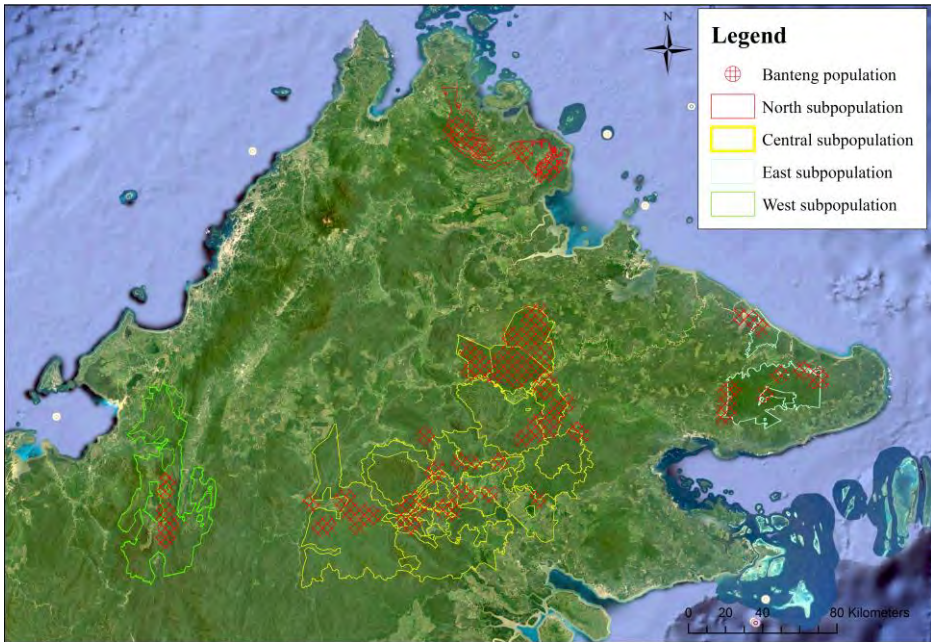 N
Legend
Banteng population
North subpopulation
Central subpopulation
East subpopulation
West subpopulation
0 20 40 80 Kilometers